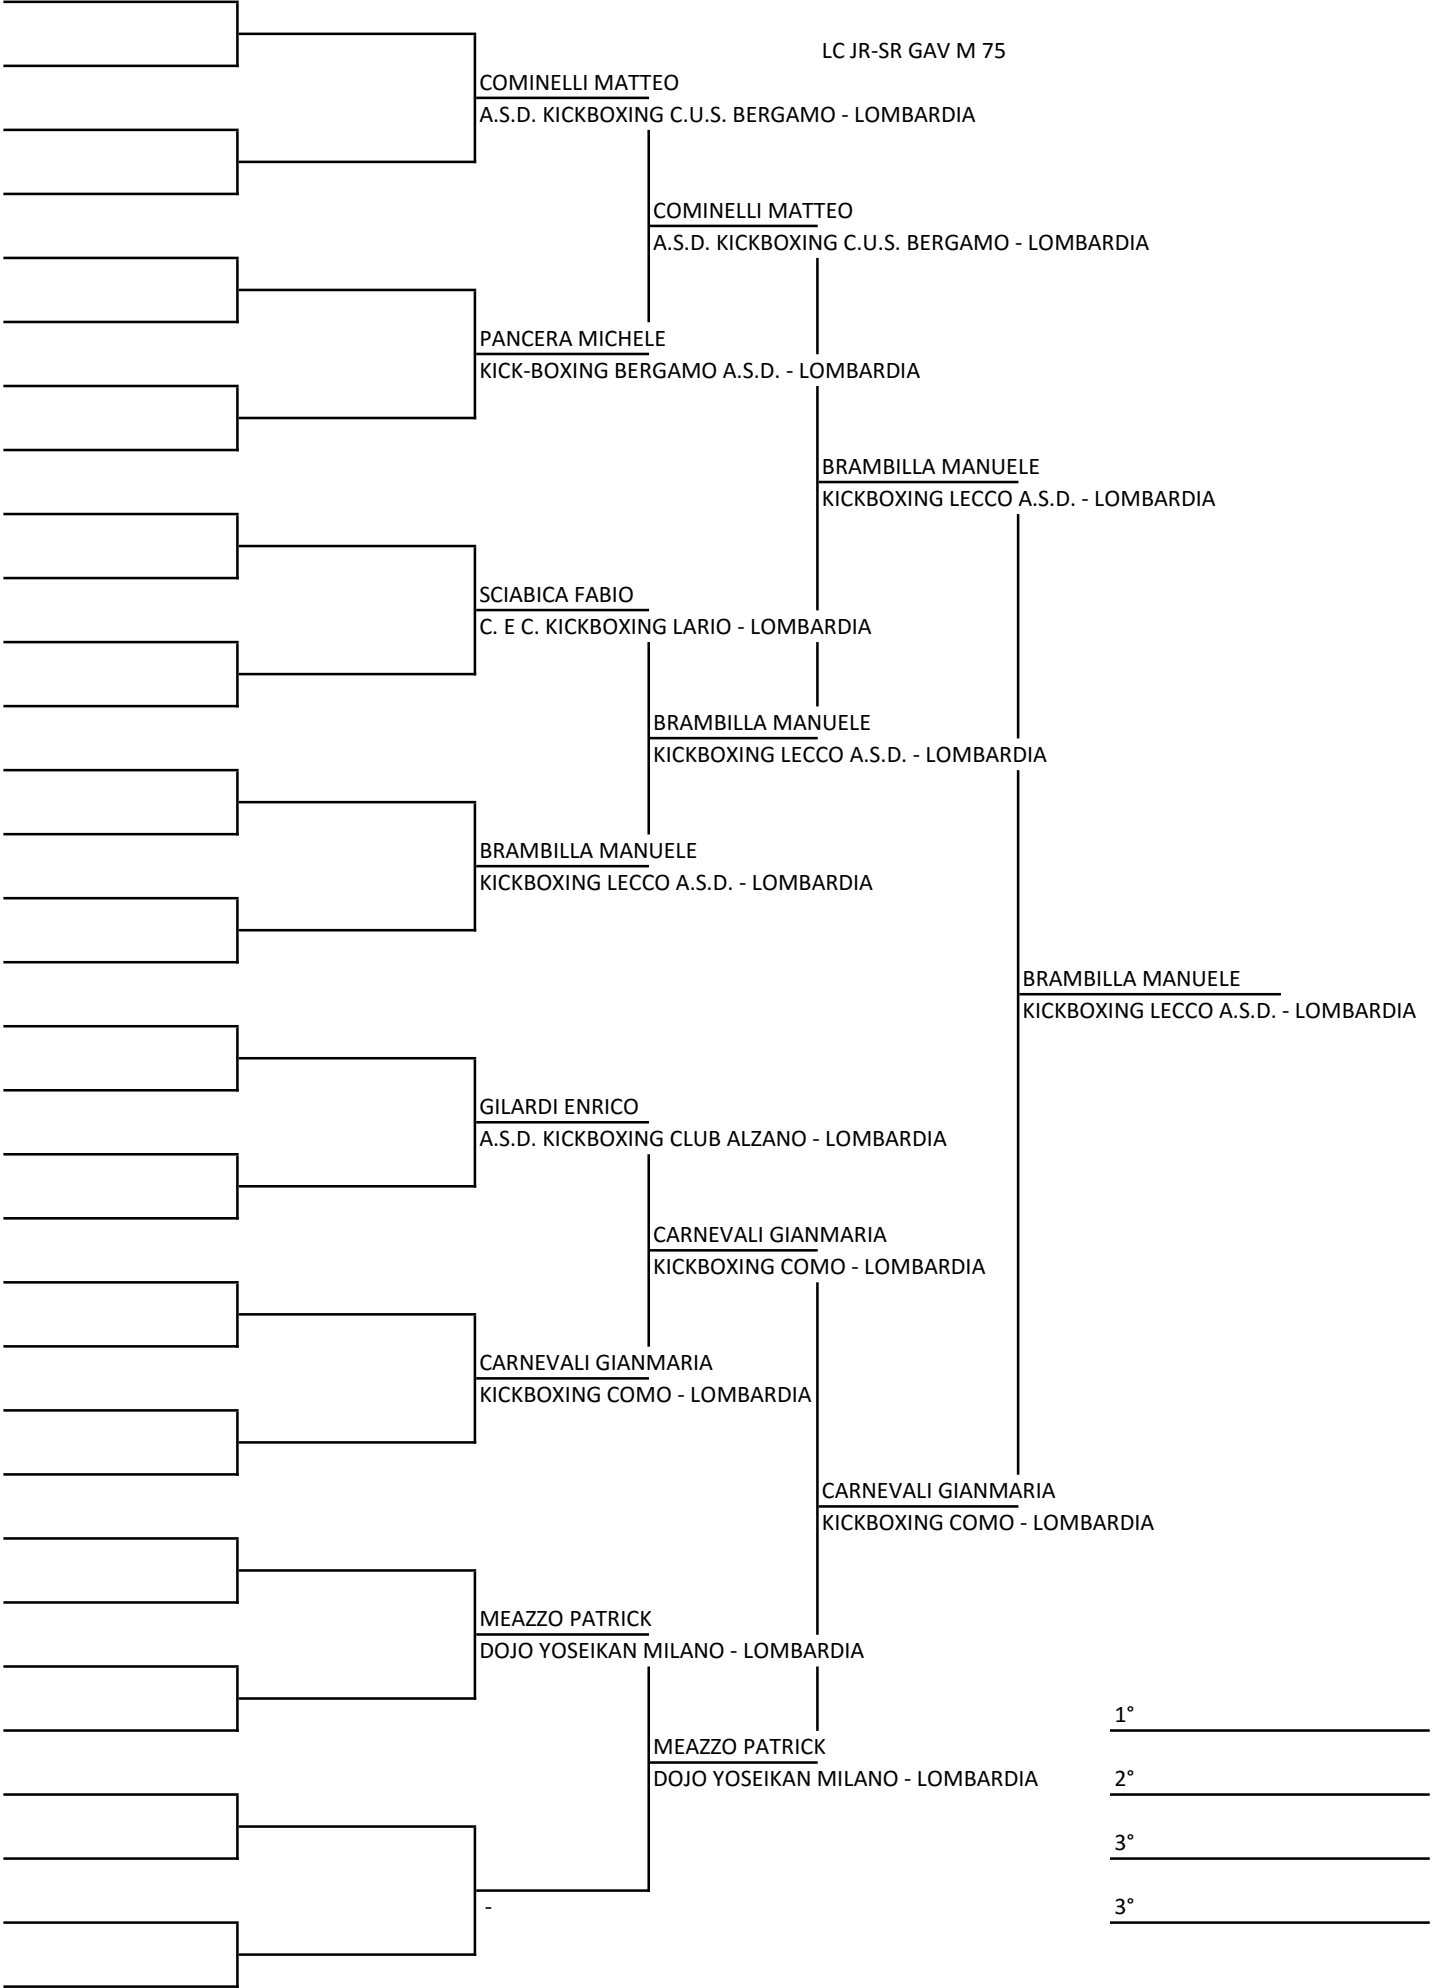 LC JR-SR GAV M 75
COMINELLI MATTEO
A.S.D. KICKBOXING C.U.S. BERGAMO - LOMBARDIA
COMINELLI MATTEO
A.S.D. KICKBOXING C.U.S. BERGAMO - LOMBARDIA
PANCERA MICHELE
KICK-BOXING BERGAMO A.S.D. - LOMBARDIA
BRAMBILLA MANUELE
KICKBOXING LECCO A.S.D. - LOMBARDIA
SCIABICA FABIO
C. E C. KICKBOXING LARIO - LOMBARDIA
BRAMBILLA MANUELE
KICKBOXING LECCO A.S.D. - LOMBARDIA
BRAMBILLA MANUELE
KICKBOXING LECCO A.S.D. - LOMBARDIA
BRAMBILLA MANUELE
KICKBOXING LECCO A.S.D. - LOMBARDIA
GILARDI ENRICO
A.S.D. KICKBOXING CLUB ALZANO - LOMBARDIA
CARNEVALI GIANMARIA
KICKBOXING COMO - LOMBARDIA
CARNEVALI GIANMARIA
KICKBOXING COMO - LOMBARDIA
CARNEVALI GIANMARIA
KICKBOXING COMO - LOMBARDIA
MEAZZO PATRICK
DOJO YOSEIKAN MILANO - LOMBARDIA
1°
MEAZZO PATRICK
DOJO YOSEIKAN MILANO - LOMBARDIA
2°
3°
-
3°